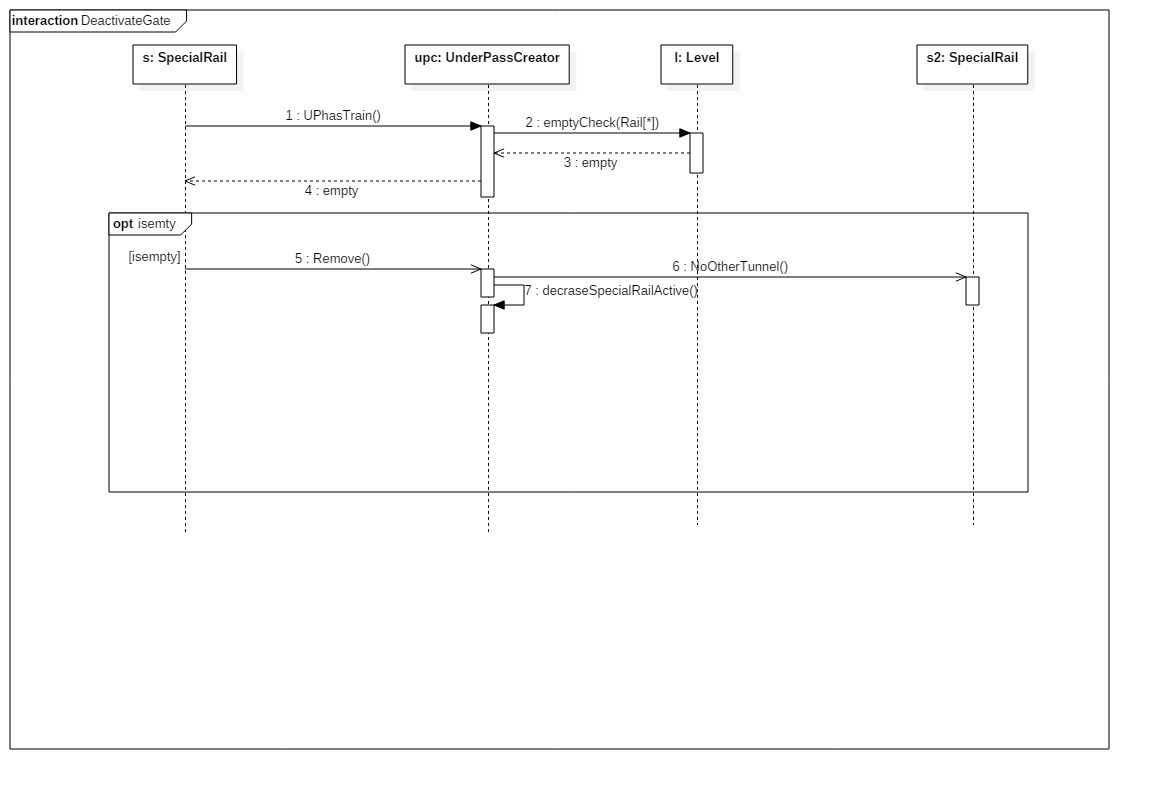 interaction DeactivateGate
s: SpecialRail
upc: UnderPassCreator
l: Level
s2: SpecialRail
1 : UPhasTrain()
2 : emptyCheck(Rail[*])
3 : empty
4 : empty
opt isemty
[isempty]
5 : Remove()
6 : NoOtherTunnel()
7 : decraseSpecialRailActive()